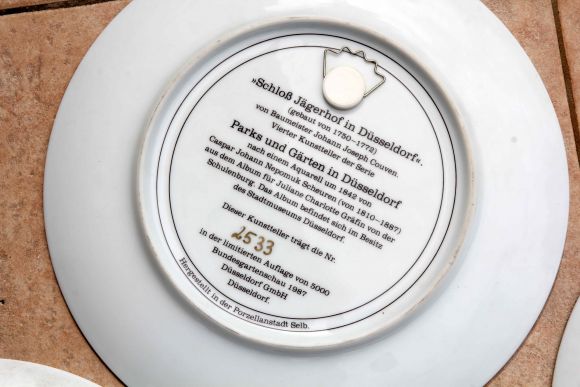 »Schloß Jägerhof in Düsseldorf«.
(gebaut von 1750–1772)
von Baumeister Johann Joseph Couven.
Vierter Kunstteller der Serie
Parks und Gärten in Düsseldorf
nach einem Aquarell um 1842 von
Caspar Johann Nepomuk Scheuren (von 1810–1887)
aus dem Album für Juliane Charlotte Gräfin von der
Schulenburg. Das Album befindet sich im Besitz
des Stadtmuseums Düsseldorf.
Dieser Kunstteller trägt die Nr.
2533
in der limitierten Auflage von 5000
Bundesgartenschau 1987
Düsseldorf GmbH
Düsseldorf.
Hergestellt in der Porzellanstadt Selb.